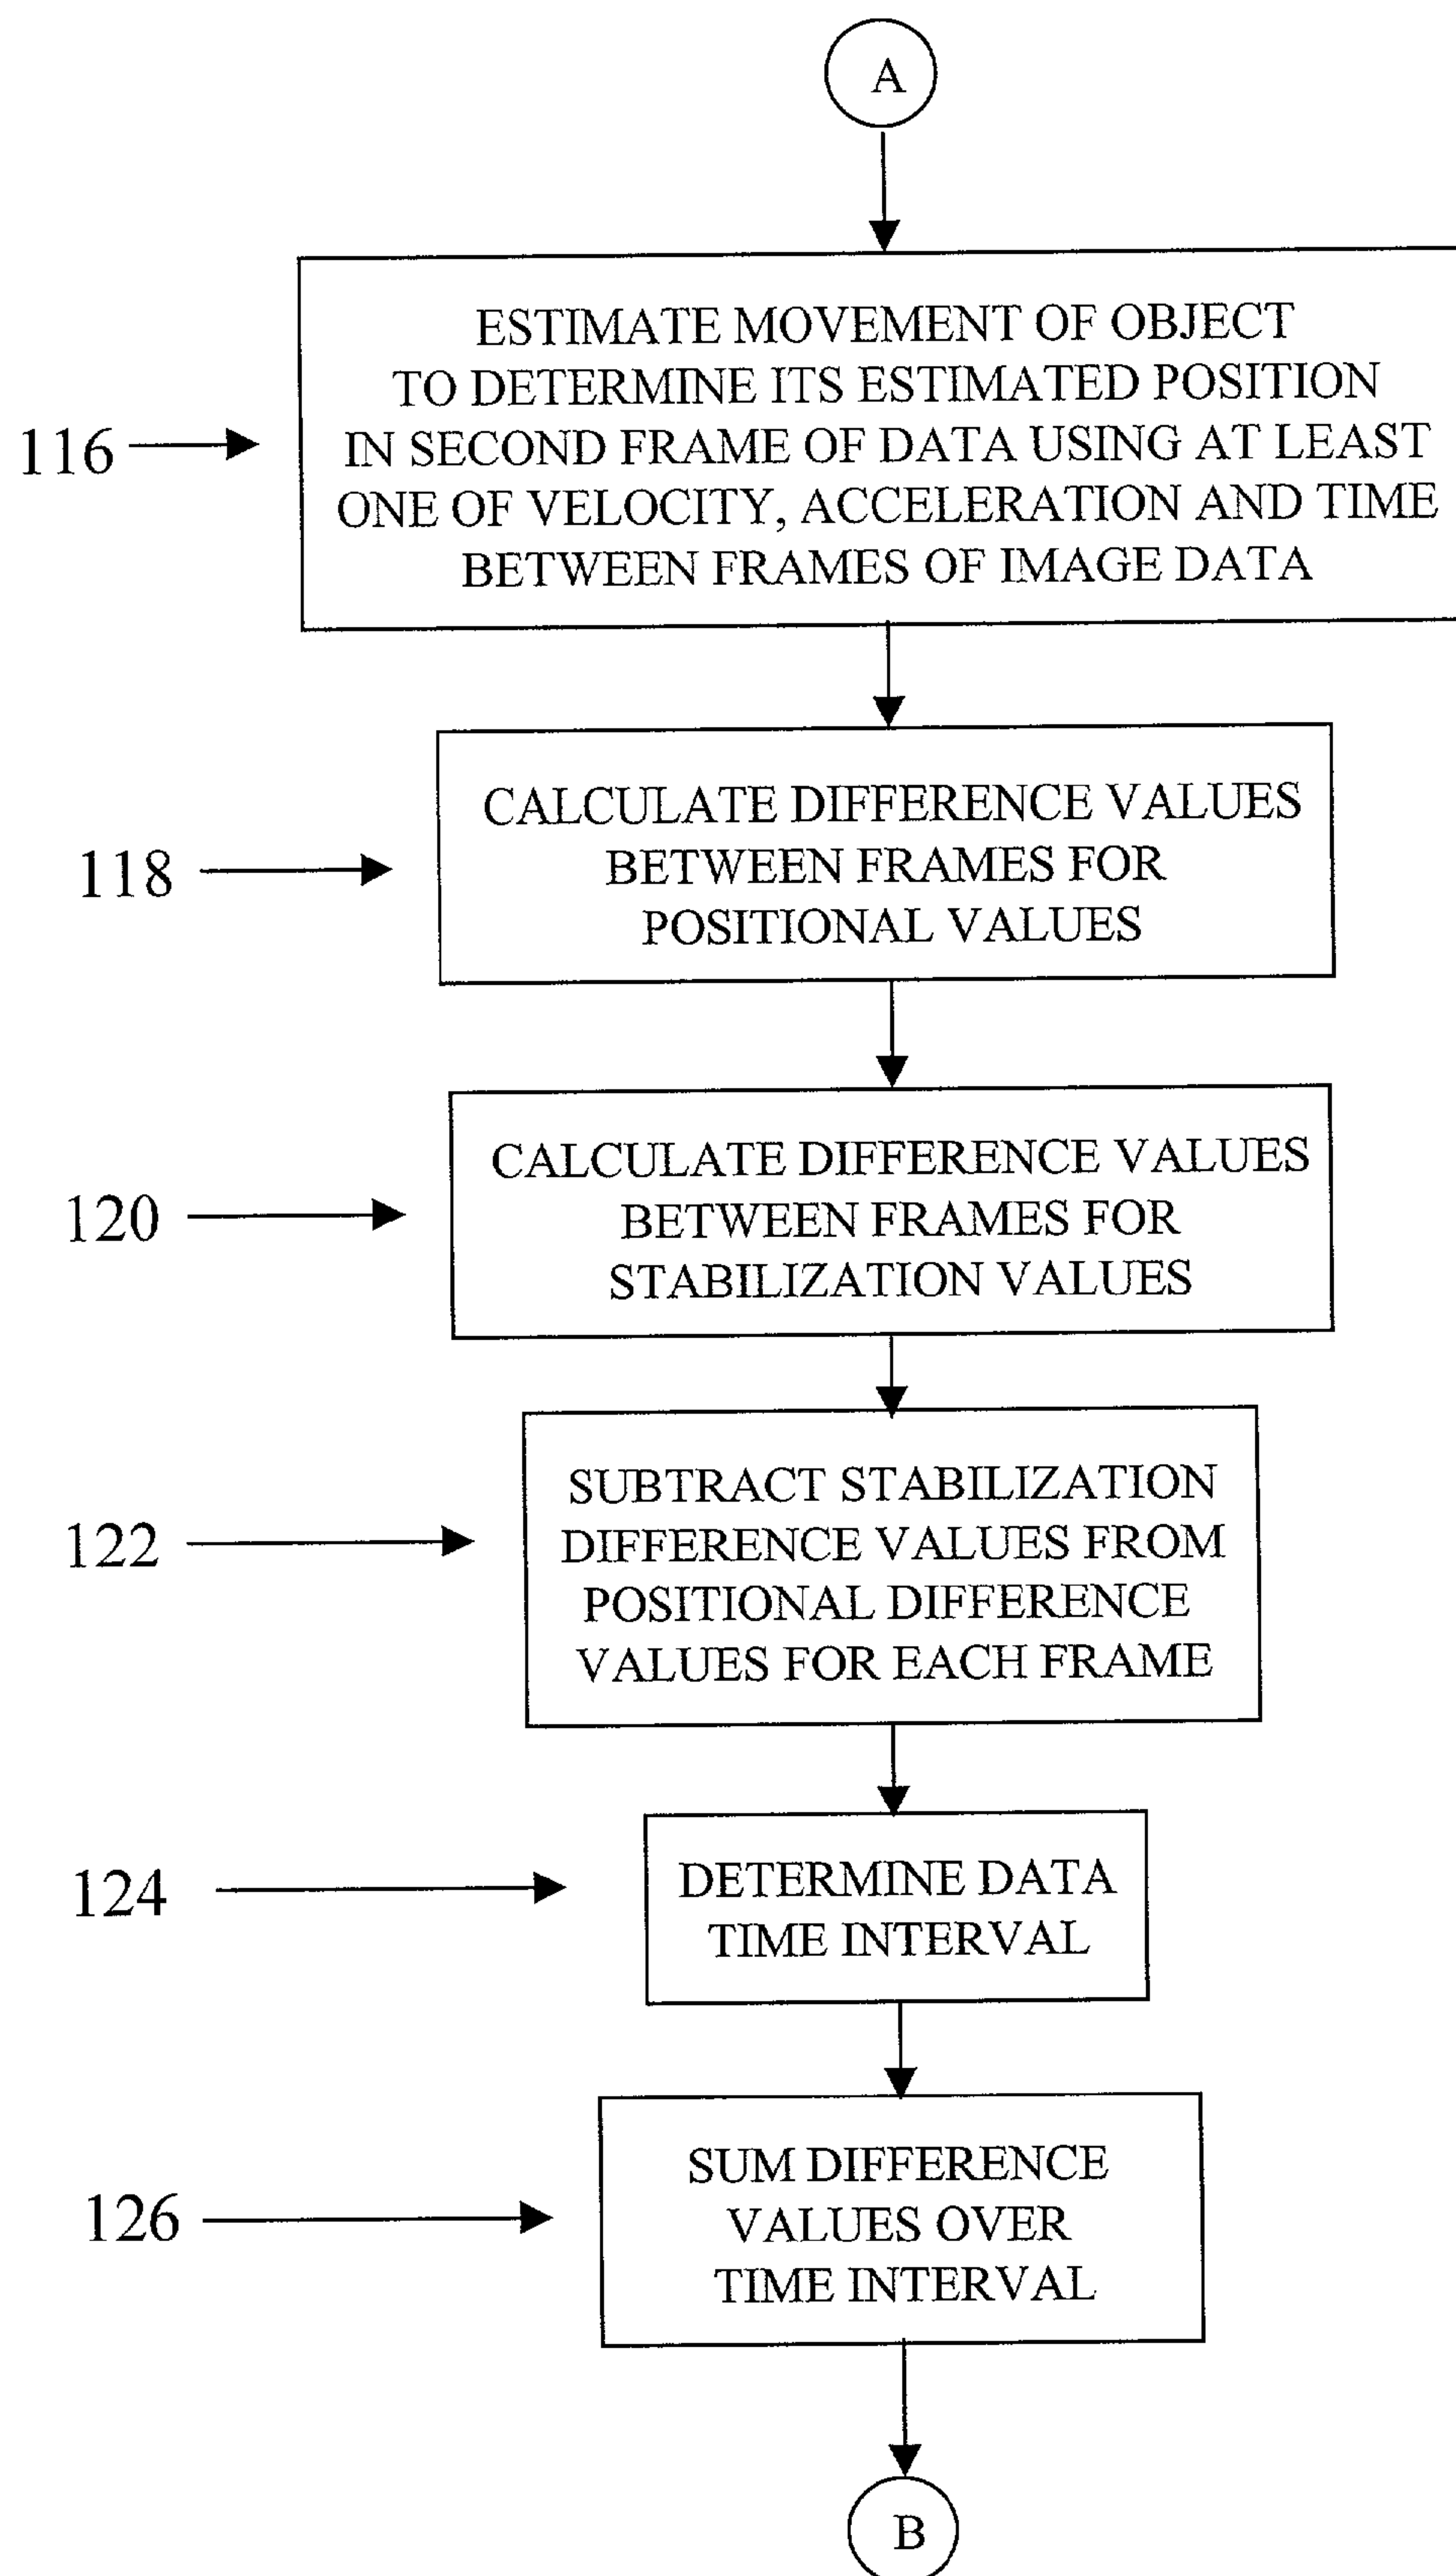 A
116
ESTIMATE MOVEMENT OF OBJECT
TO DETERMINE ITS ESTIMATED POSITION
IN SECOND FRAME OF DATA USING AT LEAST
ONE OF VELOCITY, ACCELERATION AND TIME
BETWEEN FRAMES OF IMAGE DATA
118
CALCULATE DIFFERENCE VALUES
BETWEEN FRAMES FOR
POSITIONAL VALUES
120
CALCULATE DIFFERENCE VALUES
BETWEEN FRAMES FOR
STABILIZATION VALUES
122
SUBTRACT STABILIZATION
DIFFERENCE VALUES FROM
POSITIONAL DIFFERENCE
VALUES FOR EACH FRAME
124
DETERMINE DATA
TIME INTERVAL
126
SUM DIFFERENCE
VALUES OVER
TIME INTERVAL
B